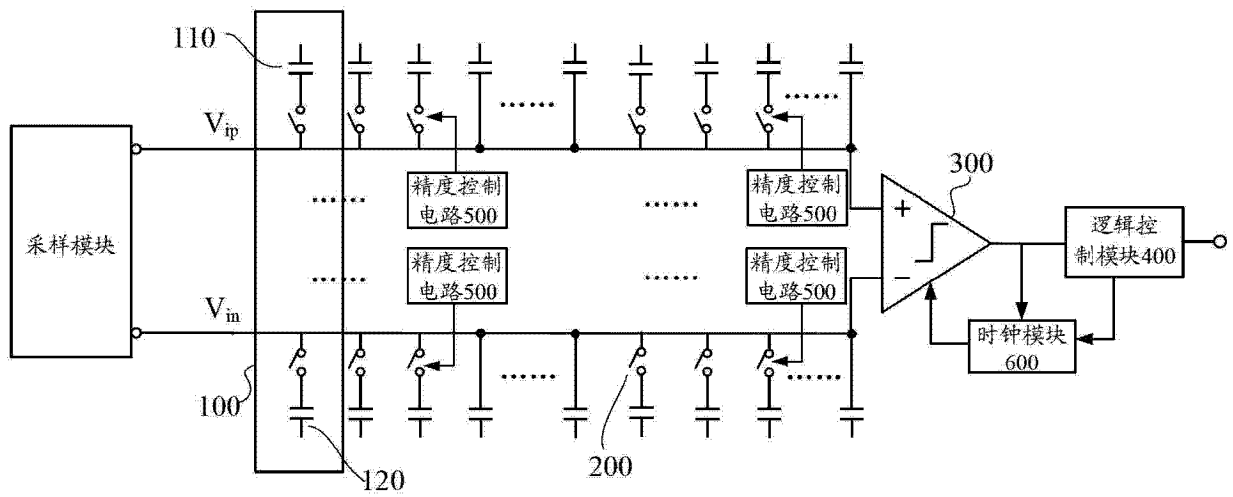 110
V_ip
采样模块
精度控制
电路500
精度控制
电路500
300
逻辑控
制模块400
精度控制
电路500
精度控制
电路500
V_in
时钟模块
600
100
120
200